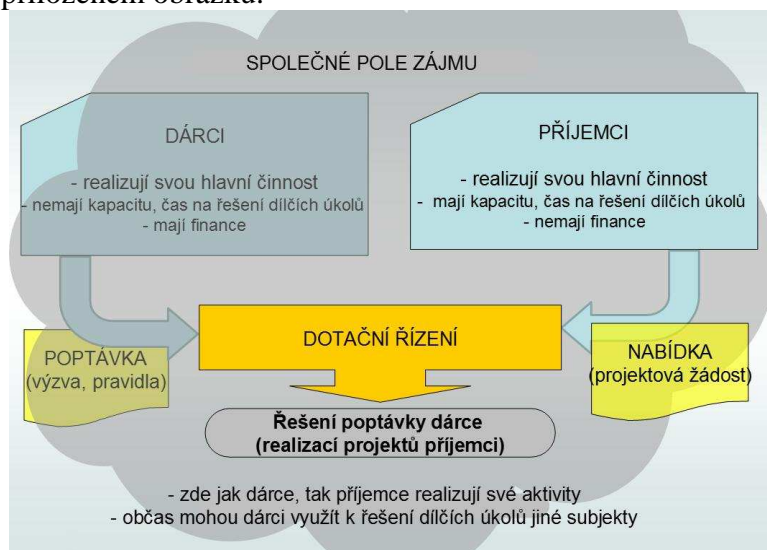 přiloženém obrázku.
SPOLEČNÉ POLE ZÁJMU
DÁRCI
- realizují svou hlavní činnost
- nemají kapacitu, čas na řešení dílčích úkolů
- mají finance
PŘÍJEMCI
- realizují svou hlavní činnost
- mají kapacitu, čas na řešení dílčích úkolů
- nemají finance
DOTAČNÍ ŘÍZENÍ
POPTÁVKA
(výzva, pravidla)
NABÍDKA
(projektová žádost)
Řešení poptávky dárce
(realizací projektů příjemci)
- zde jak dárce, tak příjemce realizují své aktivity
- občas mohou dárci využít k řešení dílčích úkolů jiné subjekty